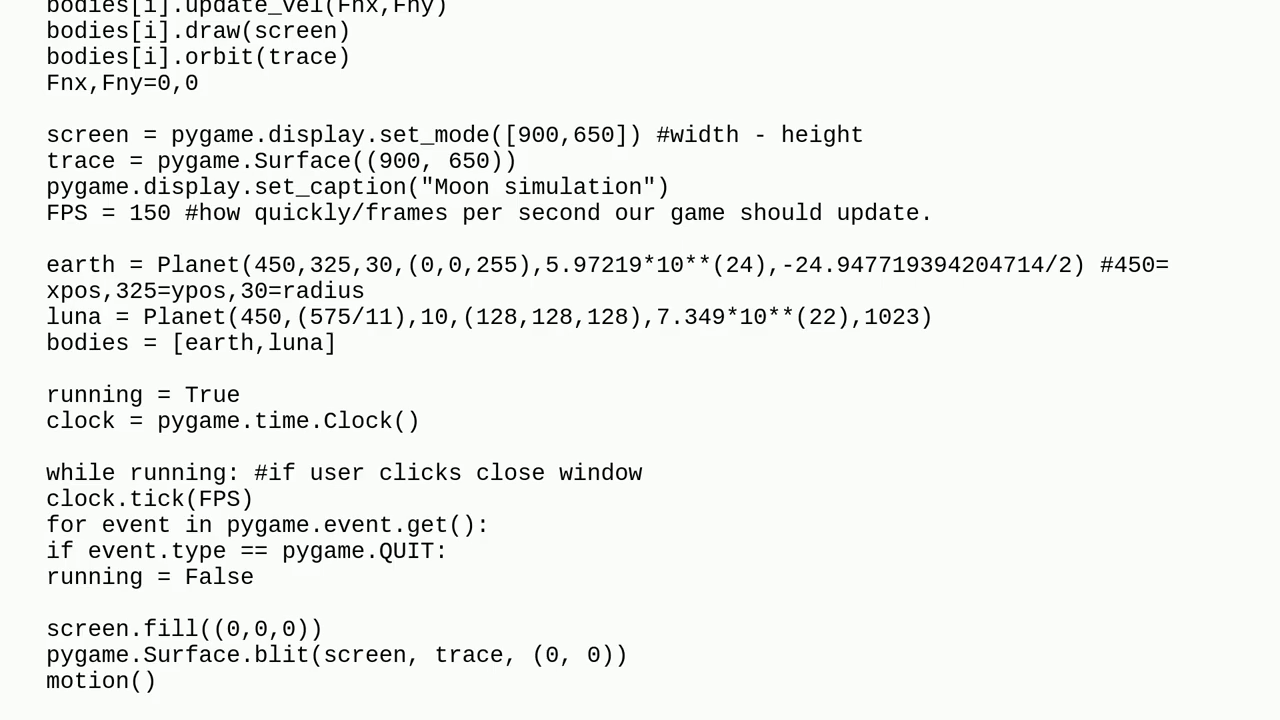 bodies[i].update_vel(Fnx,Fny)
bodies[i].draw(screen)
bodies[i].orbit(trace)
Fnx,Fny=0,0
screen = pygame.display.set_mode([900,650]) #width - height
trace = pygame.Surface((900, 650))
pygame.display.set_caption("Moon simulation")
FPS = 150 #how quickly/frames per second our game should update.
earth = Planet(450,325,30,(0,0,255),5.97219*10**(24),-24.947719394204714/2) #450=
xpos,325=ypos,30=radius
luna = Planet(450,(575/11),10,(128,128,128),7.349*10**(22),1023)
bodies = [earth,luna]
running = True
clock = pygame.time.Clock()
while running: #if user clicks close window
clock.tick(FPS)
for event in pygame.event.get():
if event.type == pygame.QUIT:
running = False
screen.fill((0,0,0))
pygame.Surface.blit(screen, trace, (0, 0))
motion()